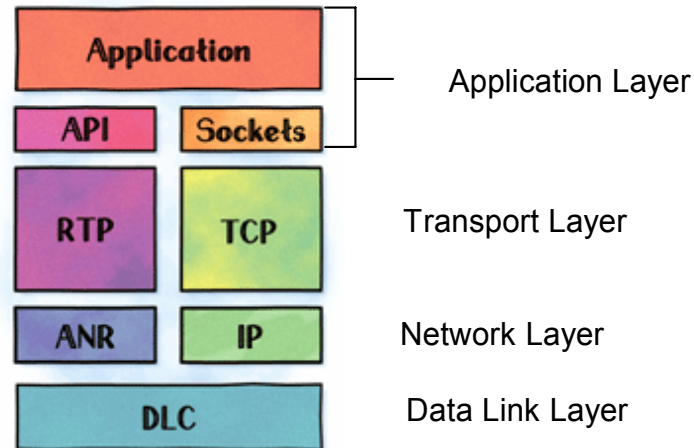 Application
Application Layer
API Sockets
RTP TCP Transport Layer
ANR IP Network Layer
DLC Data Link Layer